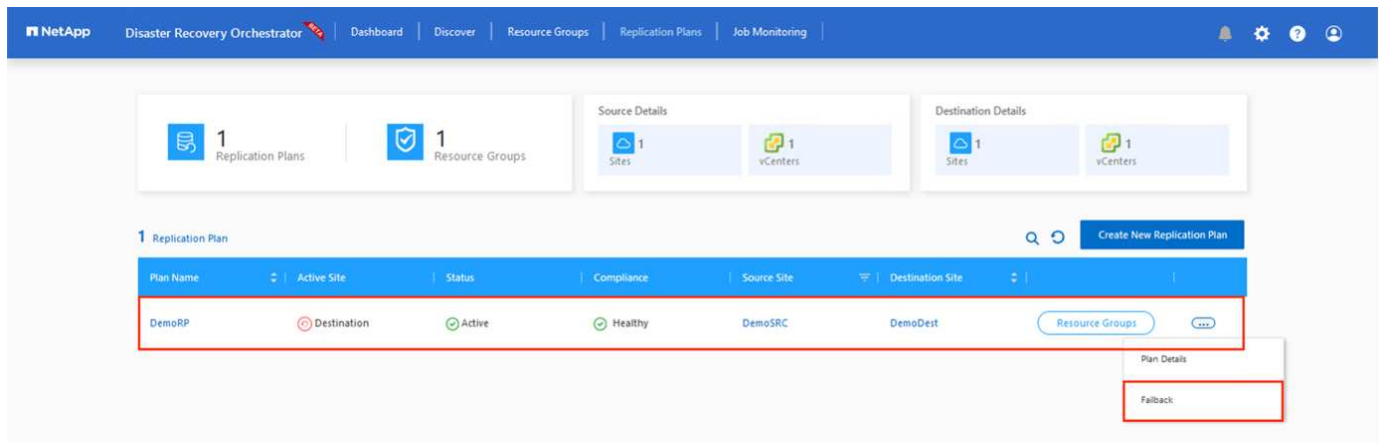 NetApp Disaster Recovery Orchestrator Dashboard Discover Resource Groups Replication Plans Job Monitoring
1 Replication Plans
1 Resource Groups
Source Details
1 Sites
1 vCenters
Destination Details
1 Sites
1 vCenters
1 Replication Plan
Create New Replication Plan
Plan Name Active Site Status Compliance Source Site Destination Site
DemoRP Destination Active Healthy DemoSRC DemoDest Resource Groups ...
Plan Details
Failback